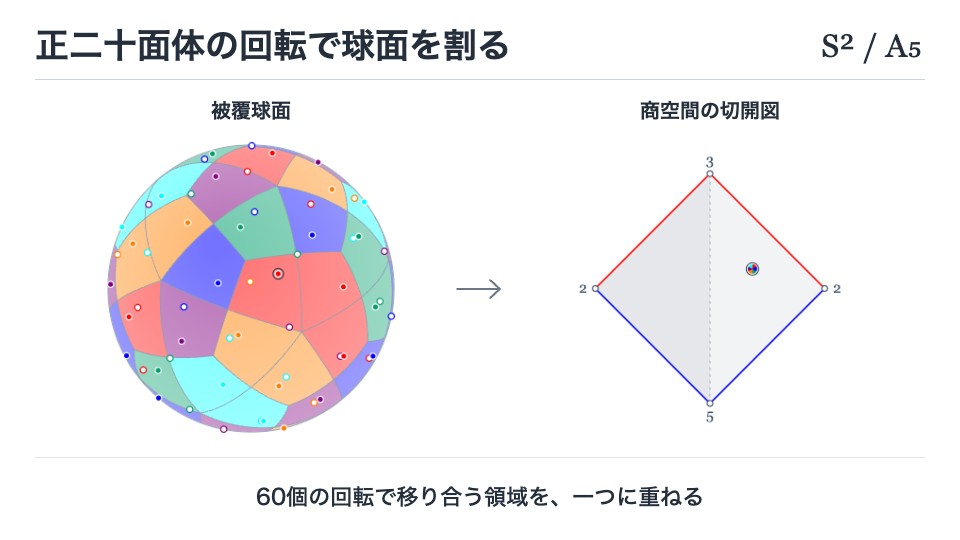 正二十面体の回転で球面を割る
S² / A₅
被覆球面
商空間の切開図
3
2
2
5
60個の回転で移り合う領域を、一つに重ねる